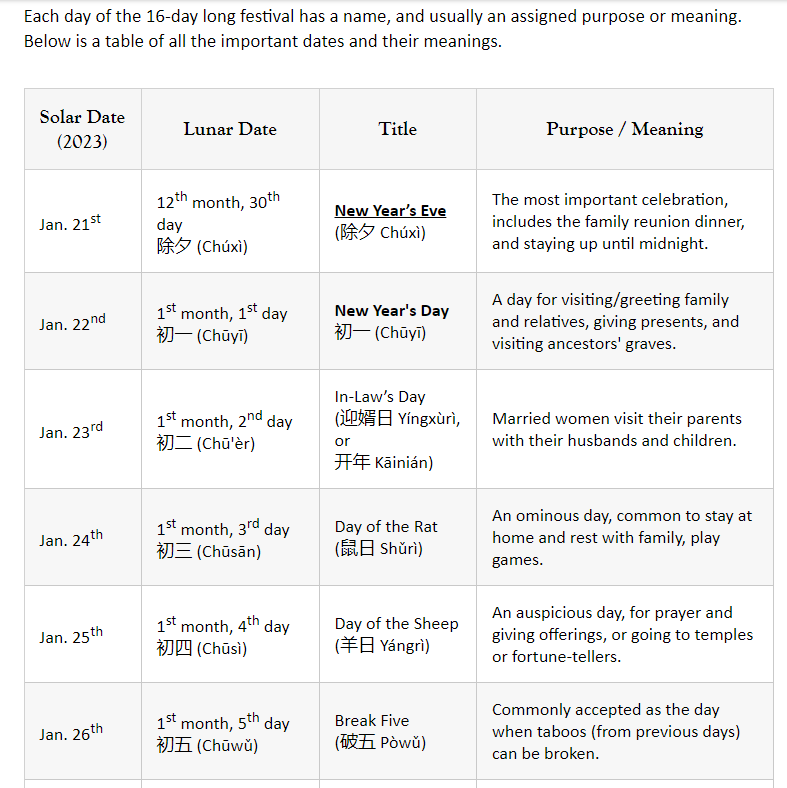 Each day of the 16-day long festival has a name, and usually an assigned purpose or meaning.
Below is a table of all the important dates and their meanings.
Solar Date
(2023)
Lunar Date
Title
Purpose / Meaning
Jan. 21st
12th month, 30th
day
除夕 (Chúxì)
New Year’s Eve
(除夕 Chúxì)
The most important celebration,
includes the family reunion dinner,
and staying up until midnight.
Jan. 22nd
1st month, 1st day
初一 (Chūyī)
New Year's Day
初一 (Chūyī)
A day for visiting/greeting family
and relatives, giving presents, and
visiting ancestors' graves.
Jan. 23rd
1st month, 2nd day
初二 (Chū'èr)
In-Law’s Day
(迎婿日 Yíngxùrì,
or
开年 Kāinián)
Married women visit their parents
with their husbands and children.
Jan. 24th
1st month, 3rd day
初三 (Chūsān)
Day of the Rat
(鼠日 Shǔrì)
An ominous day, common to stay at
home and rest with family, play
games.
Jan. 25th
1st month, 4th day
初四 (Chūsì)
Day of the Sheep
(羊日 Yángrì)
An auspicious day, for prayer and
giving offerings, or going to temples
or fortune-tellers.
Jan. 26th
1st month, 5th day
初五 (Chūwǔ)
Break Five
(破五 Pòwǔ)
Commonly accepted as the day
when taboos (from previous days)
can be broken.